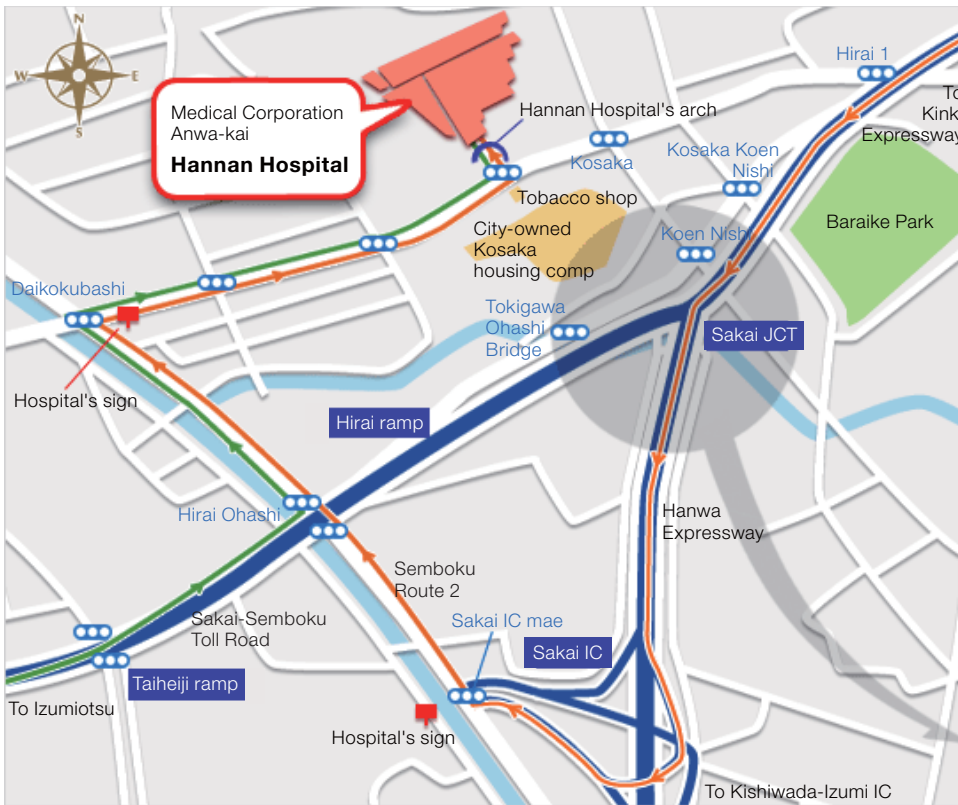 N
W
E
S
Medical Corporation
Anwa-kai
Hannan Hospital
Hirai 1
To
Kink
Expressway
Hannan Hospital's arch
Kosaka
Kosaka Koen
Nishi
Tobacco shop
City-owned
Kosaka
housing comp
Koen Nishi
Baraike Park
Daikokubashi
Tokigawa
Ohashi
Bridge
Sakai JCT
Hospital's sign
Hirai ramp
Hirai Ohashi
Hanwa
Expressway
Semboku
Route 2
Sakai-Semboku
Toll Road
Sakai IC mae
Sakai IC
Taiheiji ramp
To Izumiotsu
Hospital's sign
To Kishiwada-Izumi IC